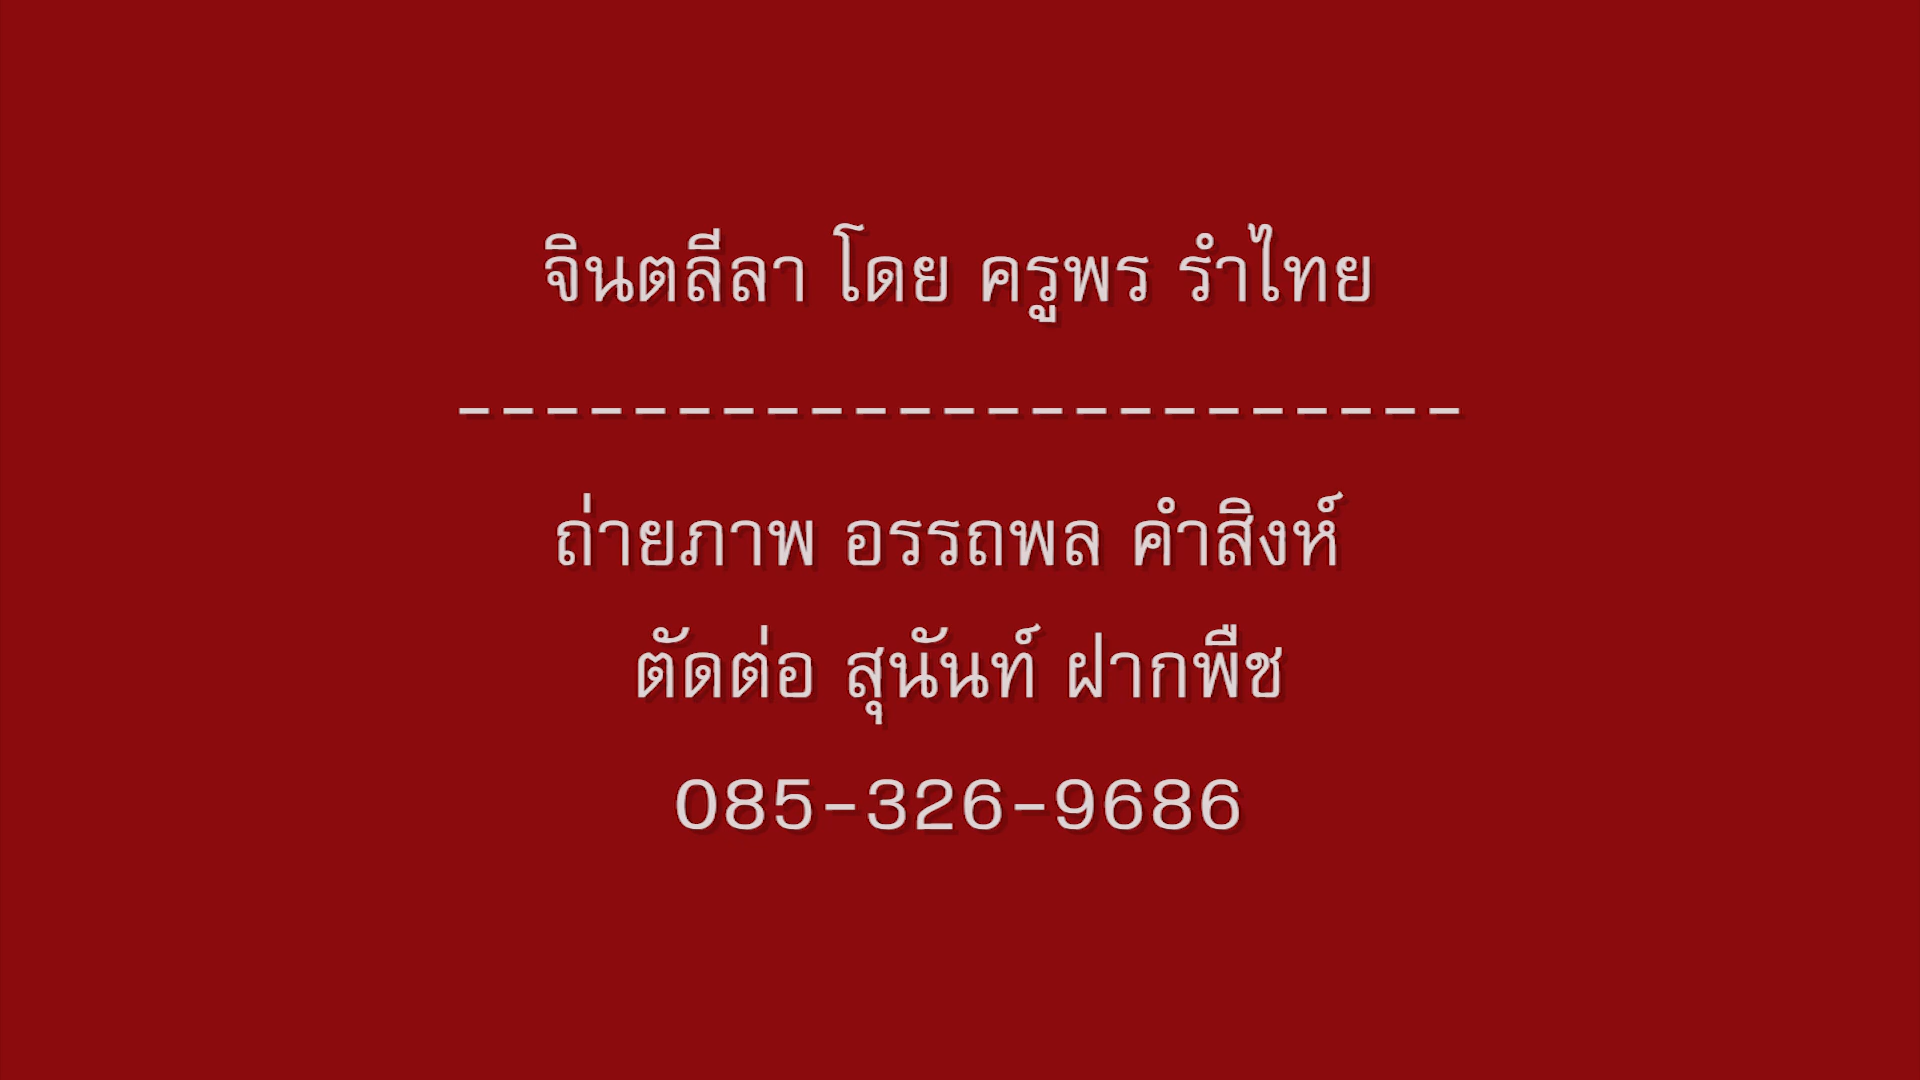 จินตลีลา โดย ครูพร รำไทย
-----------------------
ถ่ายภาพ อรรถพล คำสิงห์
ตัดต่อ สุนันท์ ฝากพืช
085-326-9686